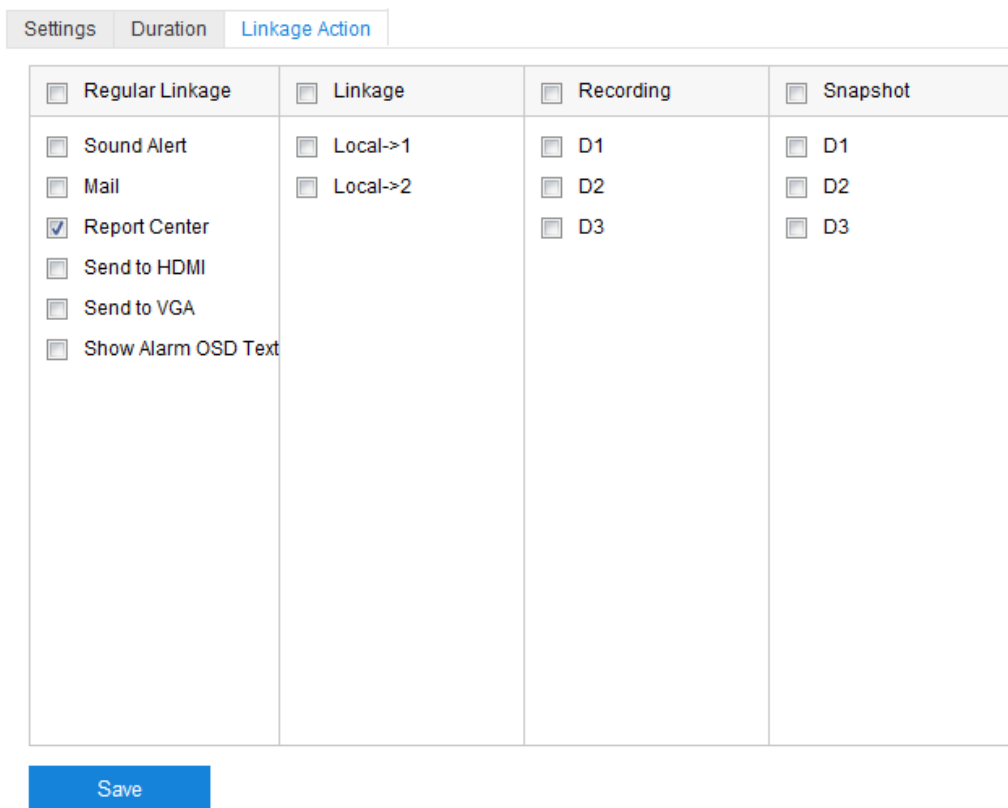 Settings Duration Linkage Action
Regular Linkage Linkage Recording Snapshot
Sound Alert Local->1 D1 D1
Mail Local->2 D2 D2
Report Center D3 D3
Send to HDMI
Send to VGA
Show Alarm OSD Text
Save